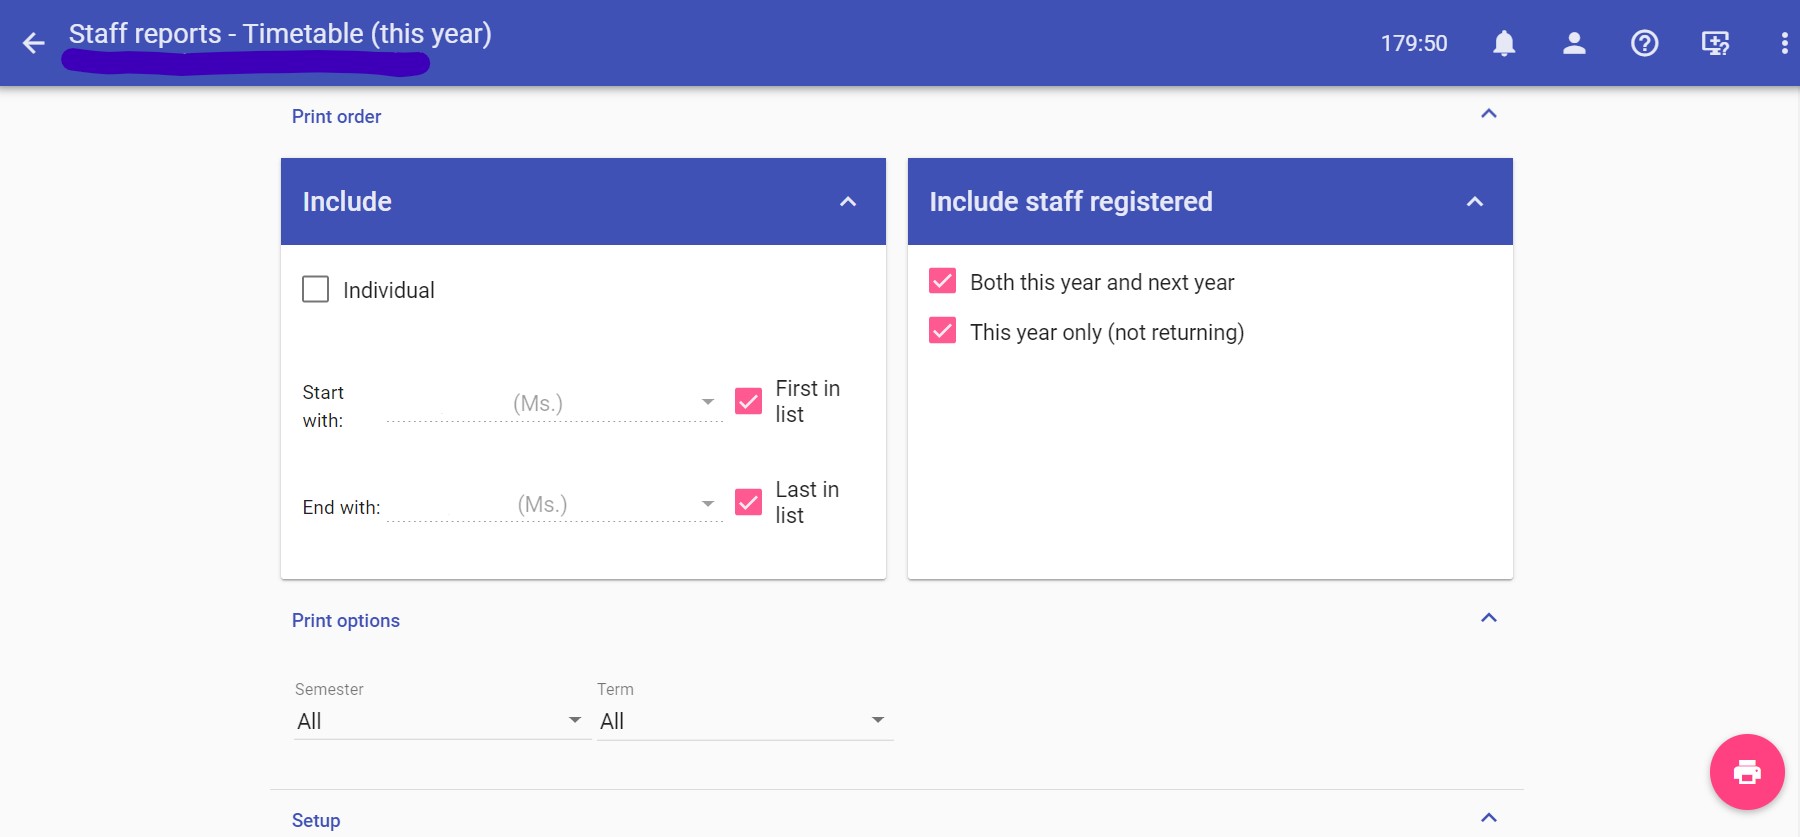 Staff reports - Timetable (this year)
179:50
Print order
Include
Individual
Start with:
(Ms.)
First in list
End with:
(Ms.)
Last in list
Include staff registered
Both this year and next year
This year only (not returning)
Print options
Semester
All
Term
All
Setup